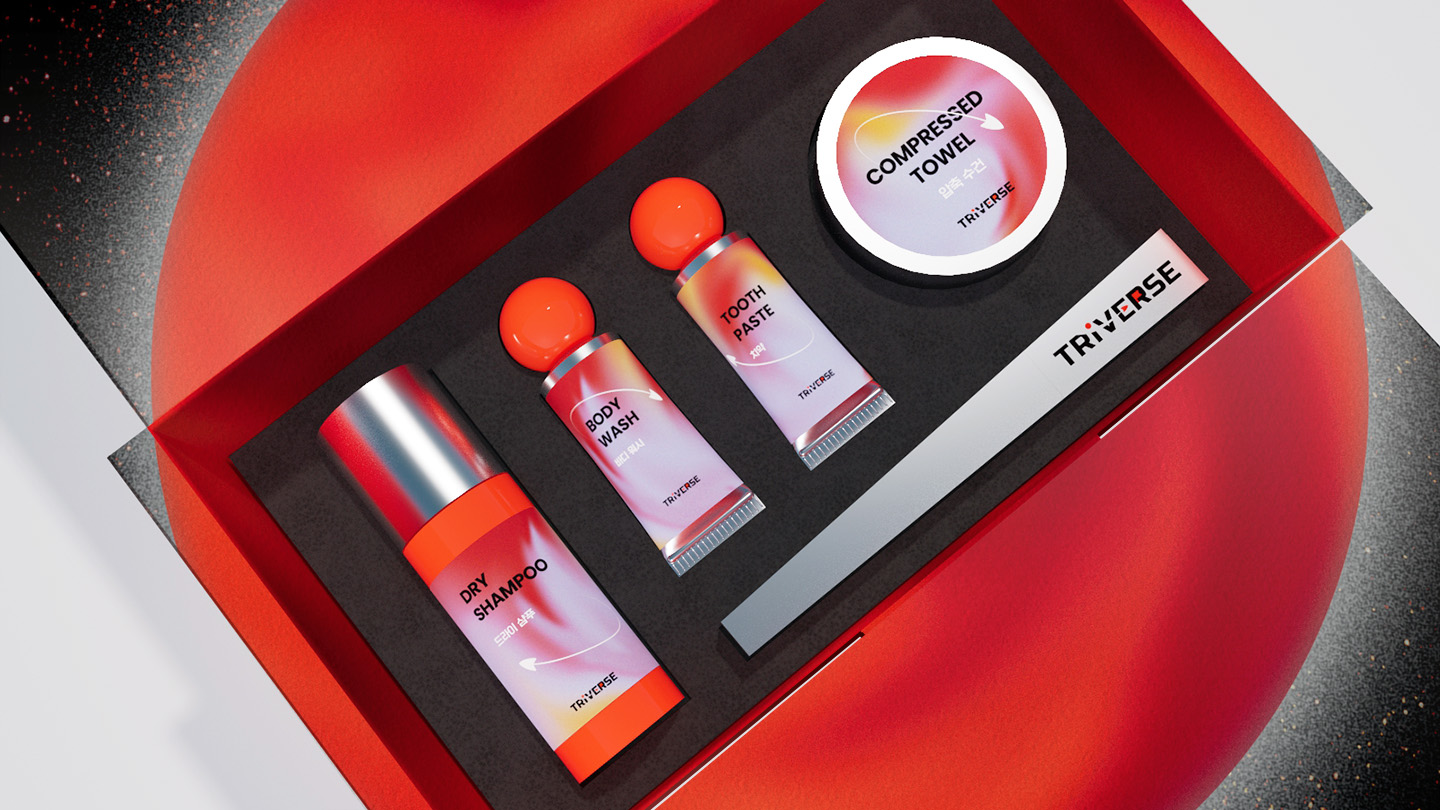 COMPRESSED
TOWEL
압축 수건
TRiVERSE
TOOTH
PASTE
치약
TRiVERSE
BODY
WASH
바디 워시
TRiVERSE
DRY
SHAMPOO
드라이 샴푸
TRiVERSE
TRiVERSE